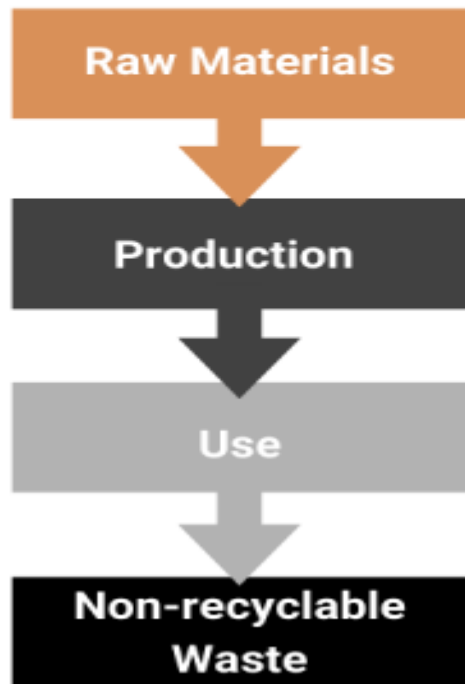 Raw Materials
Production
Use
Non-recyclable
Waste